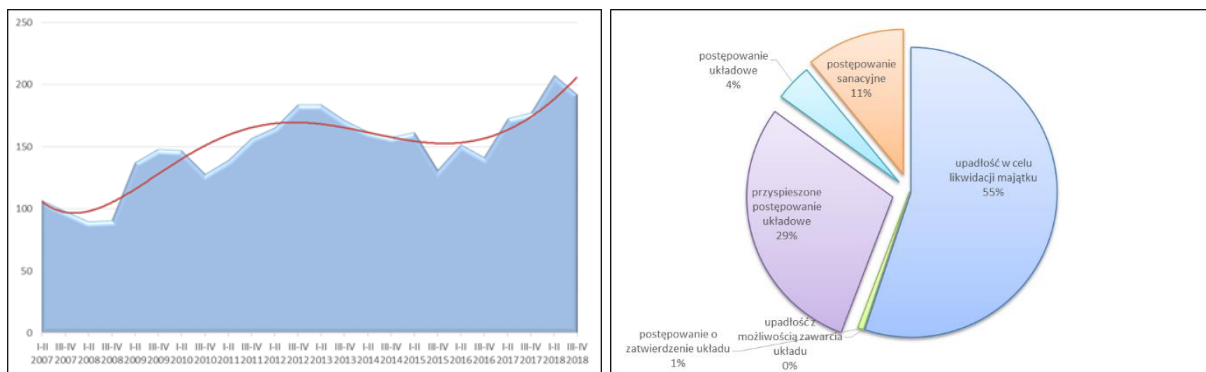 250
200
150
100
50
0
I-II III-IV I-II III-IV I-II III-IV I-II III-IV I-II III-IV I-II III-IV I-II III-IV I-II III-IV I-II III-IV I-II III-IV I-II III-IV I-II III-IV
2007 2007 2008 2008 2009 2009 2010 2010 2011 2011 2012 2012 2013 2013 2014 2014 2015 2015 2016 2016 2017 2017 2018 2018
postępowanie
układowe
4%
postępowanie
sanacyjne
11%
upadłość w celu
likwidacji majątku
55%
przyspieszone
postępowanie
układowe
29%
upadłość z
możliwością zawarcia
układu
0%
postępowanie o
zatwierdzenie układu
1%